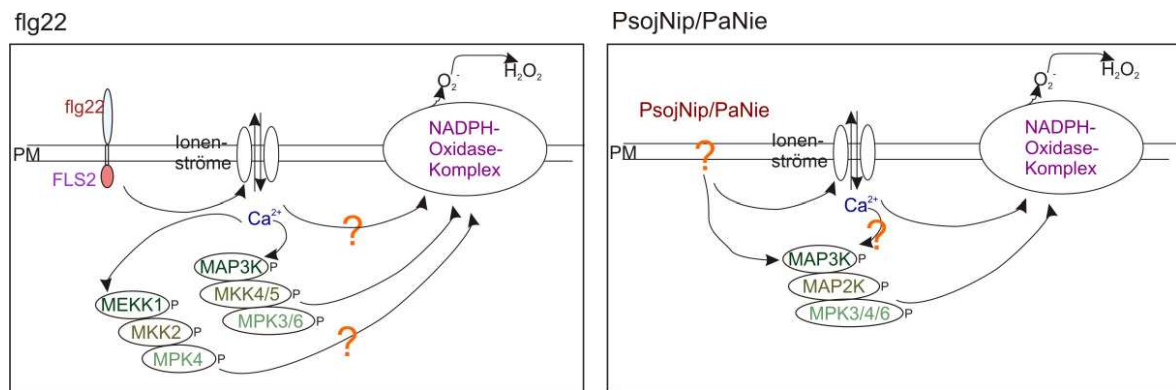 flg22
flg22
PM
FLS2
Ionen-
ströme
Ca²⁺
O₂⁻
H₂O₂
NADPH-
Oxidase-
Komplex
?
MAP3K P
MKK4/5 P
MPK3/6 P
MEKK1 P
MKK2 P
MPK4 P
?
PsojNip/PaNie
PsojNip/PaNie
PM
?
Ionen-
ströme
Ca²⁺
O₂⁻
H₂O₂
NADPH-
Oxidase-
Komplex
?
MAP3K P
MAP2K P
MPK3/4/6 P